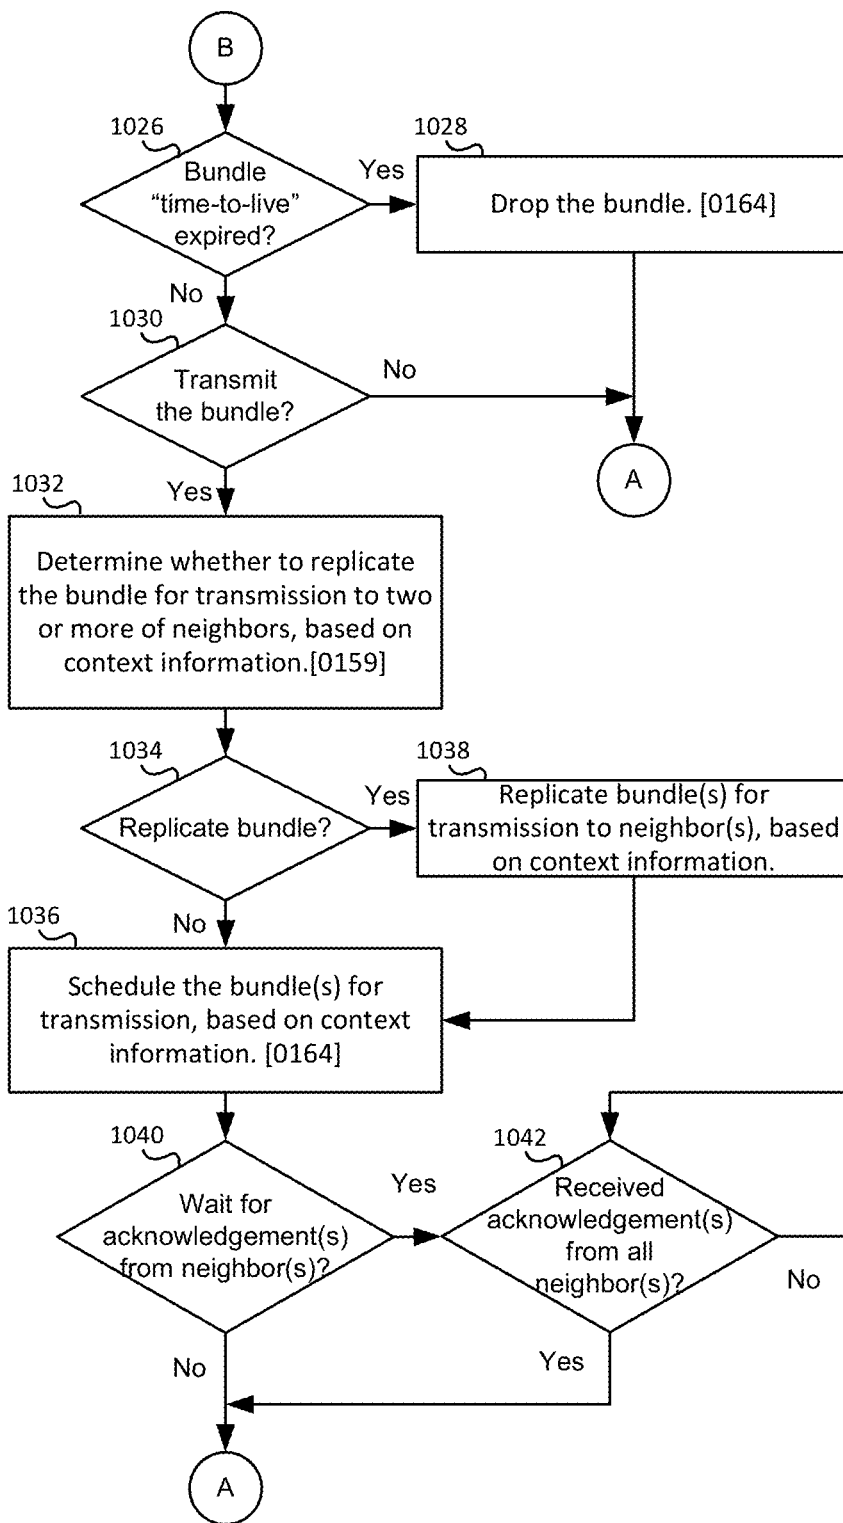 B
1026
Bundle
“time-to-live”
expired?
Yes
1028
Drop the bundle. [0164]
No
1030
Transmit
the bundle?
No
A
Yes
1032
Determine whether to replicate
the bundle for transmission to two
or more of neighbors, based on
context information.[0159]
1034
Replicate bundle?
Yes
1038
Replicate bundle(s) for
transmission to neighbor(s), based
on context information.
No
1036
Schedule the bundle(s) for
transmission, based on context
information. [0164]
1040
Wait for
acknowledgement(s)
from neighbor(s)?
Yes
1042
Received
acknowledgement(s)
from all
neighbor(s)?
No
No
Yes
A